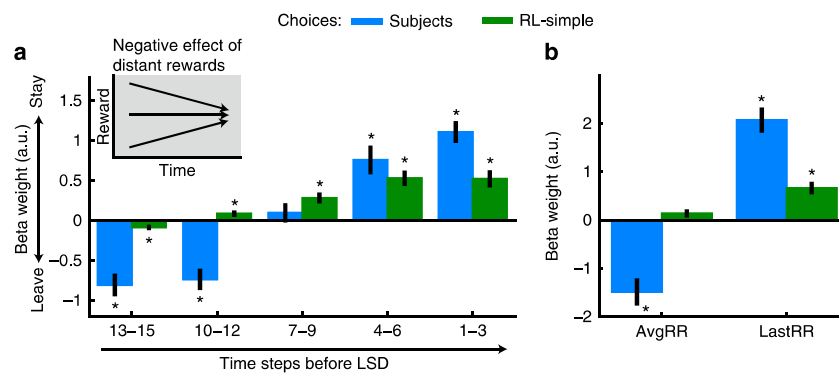 Choices: Subjects RL-simple
a
Negative effect of
distant rewards
Reward
Time
Stay
Beta weight (a.u.)
Leave
1.5
1
0.5
0
−0.5
−1
*
*
*
*
*
*
*
*
*
13–15 10–12 7–9 4–6 1–3
Time steps before LSD
b
Beta weight (a.u.)
2
1
0
−1
−2
*
*
*
AvgRR LastRR